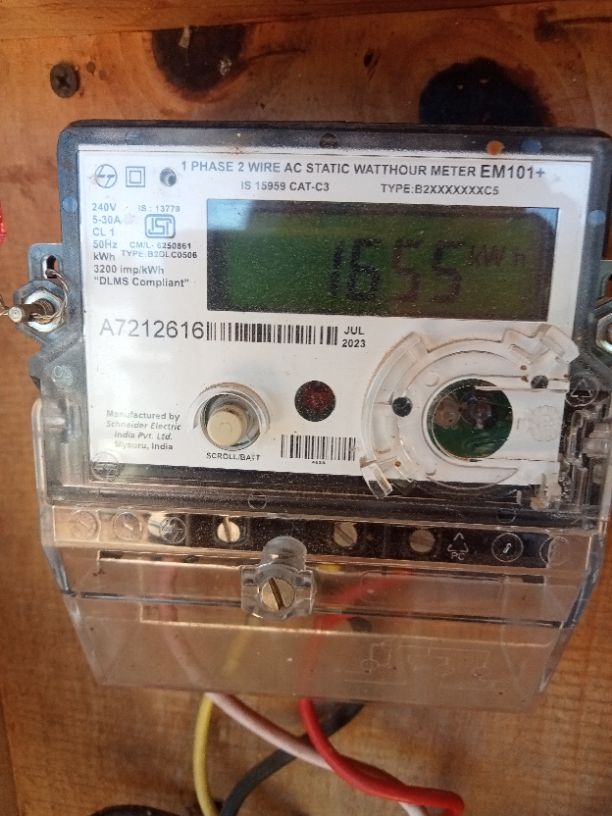 1 PHASE 2 WIRE AC STATIC WATTHOUR METER EM101+
IS 15959 CAT-C3 TYPE:B2XXXXXXXC5
240V IS : 13779
5-30A
CL 1
50Hz CM/L- 6250861
kWh TYPE:B2DLC0506
3200 imp/kWh
"DLMS Compliant"
1655 kWh
A7212616 JUL
2023
Manufactured by
Schneider Electric
India Pvt. Ltd.
Mysuru, India
SCROLL/BATT
PC